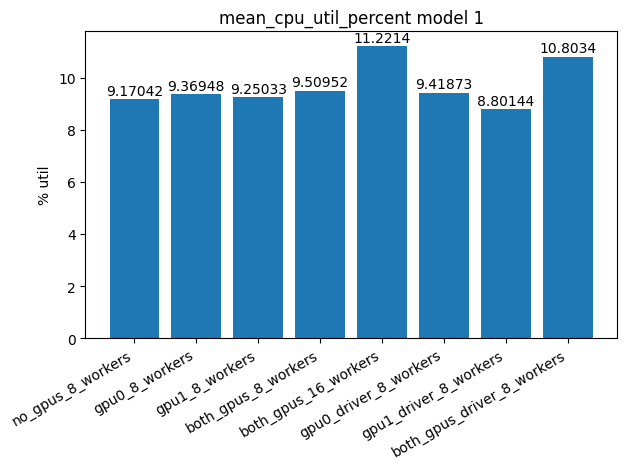 mean_cpu_util_percent model 1
% util
10
8
6
4
2
0
9.17042
9.36948
9.25033
9.50952
11.2214
9.41873
8.80144
10.8034
no_gpus_8_workers
gpu0_8_workers
gpu1_8_workers
both_gpus_8_workers
both_gpus_16_workers
gpu0_driver_8_workers
gpu1_driver_8_workers
both_gpus_driver_8_workers